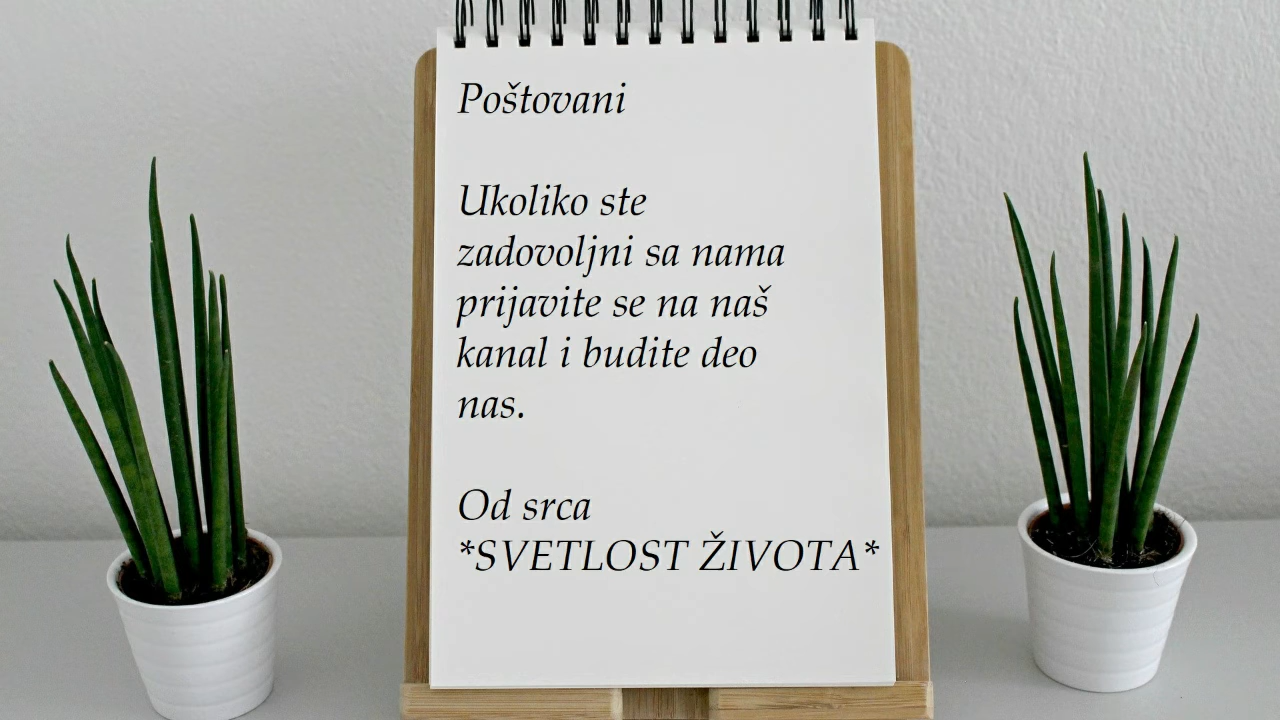 Poštovani
Ukoliko ste
zadovoljni sa nama
prijavite se na naš
kanal i budite deo
nas.
Od srca
*SVETLOST ŽIVOTA*